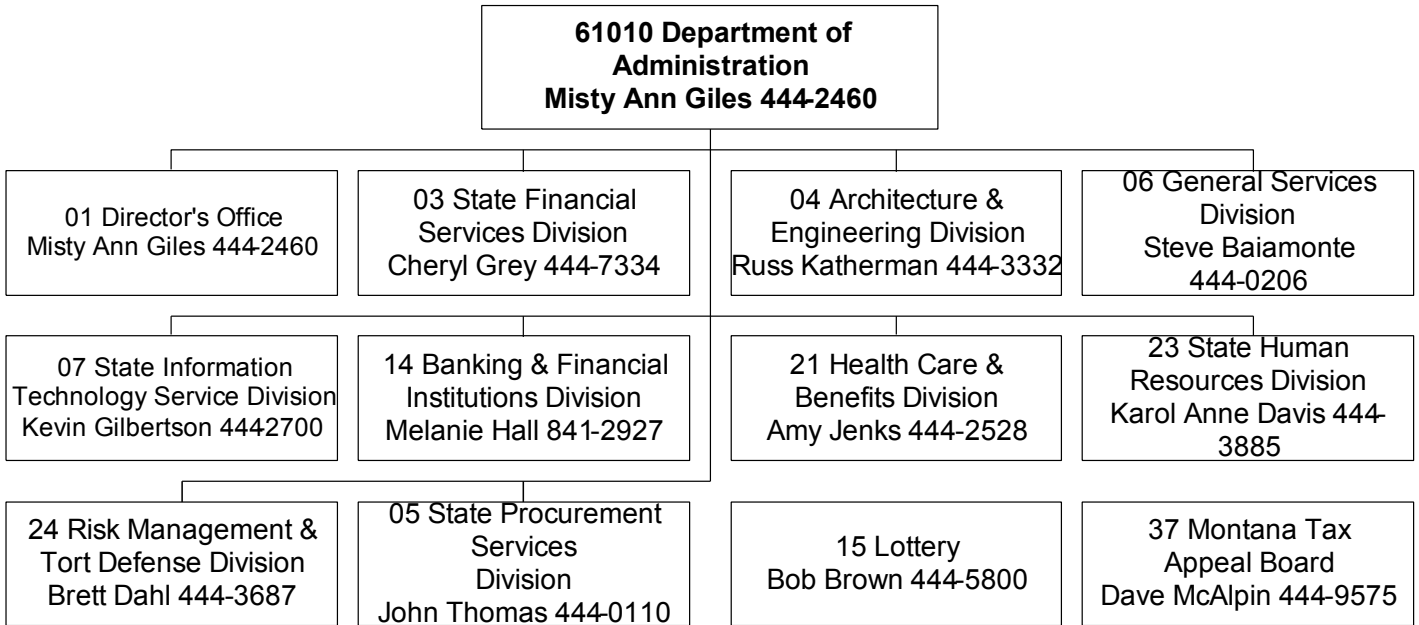 61010 Department of
Administration
Misty Ann Giles 444-2460
01 Director's Office
Misty Ann Giles 444-2460
03 State Financial
Services Division
Cheryl Grey 444-7334
04 Architecture &
Engineering Division
Russ Katherman 444-3332
06 General Services
Division
Steve Baiamonte
444-0206
07 State Information
Technology Service Division
Kevin Gilbertson 444-2700
14 Banking & Financial
Institutions Division
Melanie Hall 841-2927
21 Health Care &
Benefits Division
Amy Jenks 444-2528
23 State Human
Resources Division
Karol Anne Davis 444-
3885
24 Risk Management &
Tort Defense Division
Brett Dahl 444-3687
05 State Procurement
Services
Division
John Thomas 444-0110
15 Lottery
Bob Brown 444-5800
37 Montana Tax
Appeal Board
Dave McAlpin 444-9575